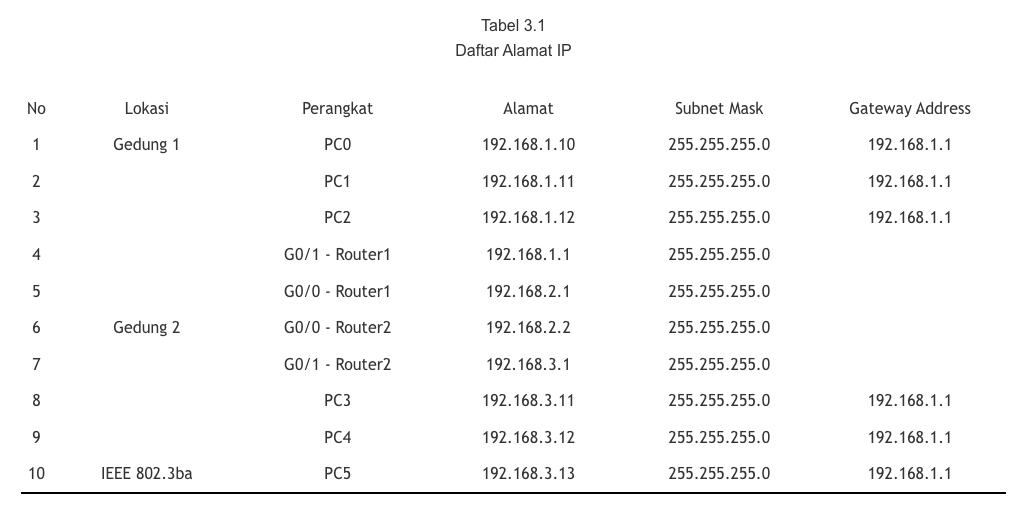 Tabel 3.1
Daftar Alamat IP
No Lokasi Perangkat Alamat Subnet Mask Gateway Address
1 Gedung 1 PC0 192.168.1.10 255.255.255.0 192.168.1.1
2 PC1 192.168.1.11 255.255.255.0 192.168.1.1
3 PC2 192.168.1.12 255.255.255.0 192.168.1.1
4 G0/1 - Router1 192.168.1.1 255.255.255.0
5 G0/0 - Router1 192.168.2.1 255.255.255.0
6 Gedung 2 G0/0 - Router2 192.168.2.2 255.255.255.0
7 G0/1 - Router2 192.168.3.1 255.255.255.0
8 PC3 192.168.3.11 255.255.255.0 192.168.1.1
9 PC4 192.168.3.12 255.255.255.0 192.168.1.1
10 IEEE 802.3ba PC5 192.168.3.13 255.255.255.0 192.168.1.1